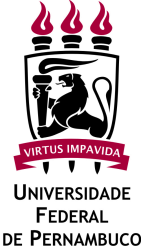 VIRTUS IMPAVIDA
UNIVERSIDADE
FEDERAL
DE PERNAMBUCO